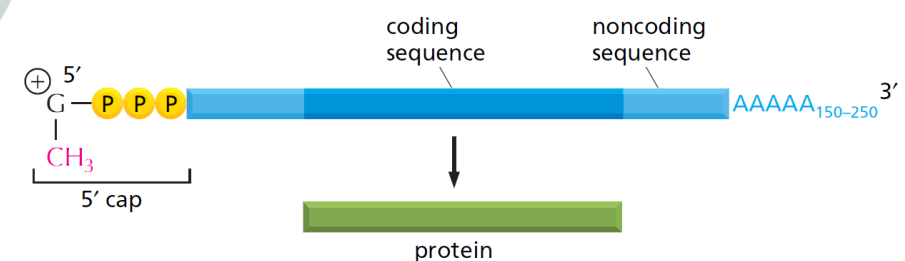 coding
sequence
noncoding
sequence
+
5′
G
P
P
P
AAAAA150–250
3′
CH3
5′ cap
protein